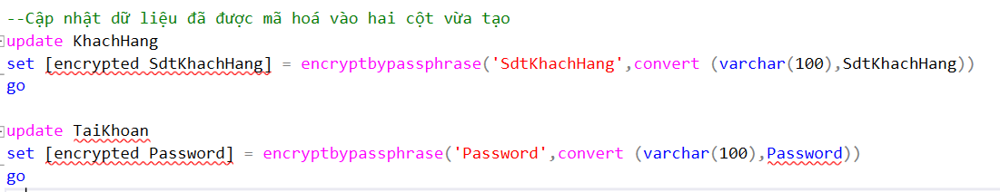 --Cập nhật dữ liệu đã được mã hoá vào hai cột vừa tạo
update KhachHang
set [encrypted SdtKhachHang] = encryptbypassphrase('SdtKhachHang',convert (varchar(100),SdtKhachHang))
go
update TaiKhoan
set [encrypted Password] = encryptbypassphrase('Password',convert (varchar(100),Password))
go